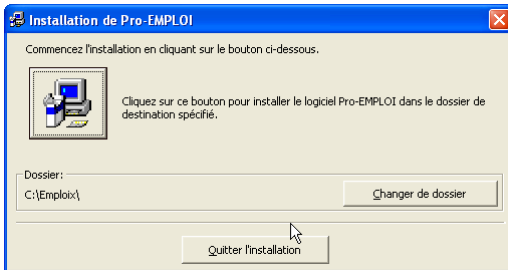 Installation de Pro-EMPLOI
Commencez l'installation en cliquant sur le bouton ci-dessous.
Cliquez sur ce bouton pour installer le logiciel Pro-EMPLOI dans le dossier de
destination spécifié.
Dossier:
C:\Emploix\
Changer de dossier
Quitter l'installation